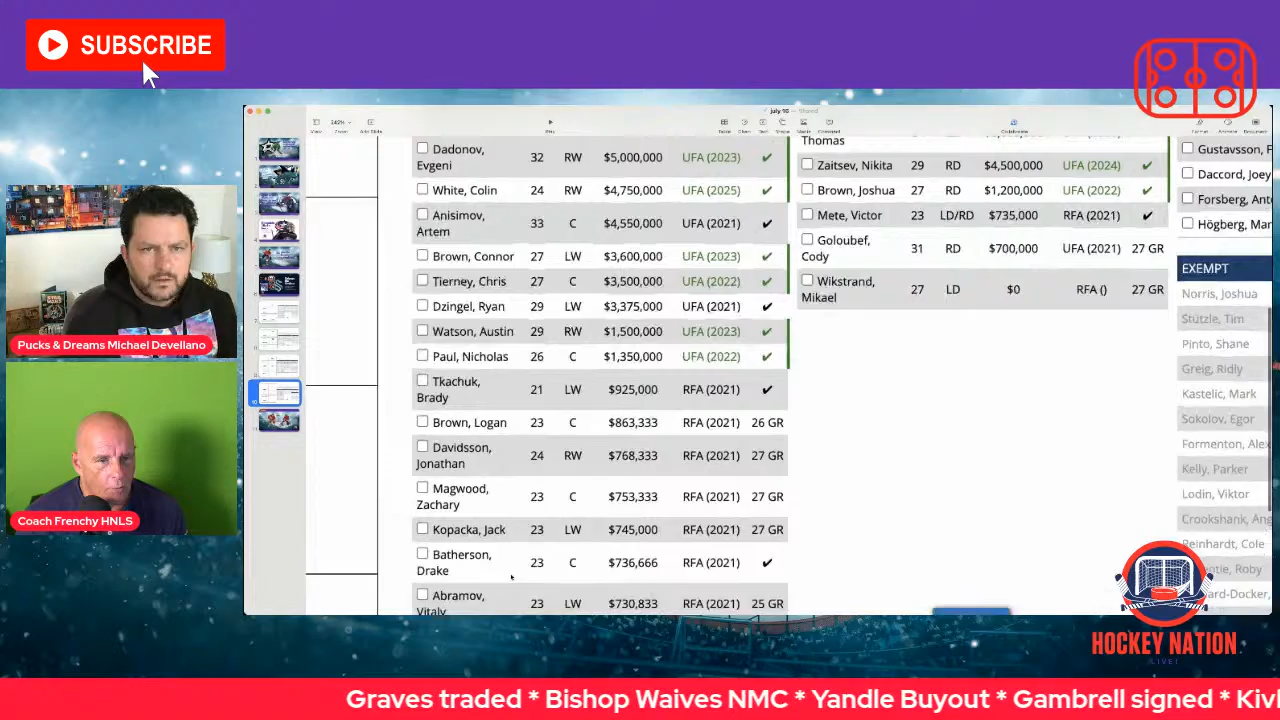 SUBSCRIBE
july 16
Dadonov, Evgeni 32 RW $5,000,000 UFA (2023) ✔
White, Colin 24 RW $4,750,000 UFA (2025) ✔
Anisimov, Artem 33 C $4,550,000 UFA (2021) ✔
Brown, Connor 27 LW $3,600,000 UFA (2023) ✔
Tierney, Chris 27 C $3,500,000 UFA (2022) ✔
Dzingel, Ryan 29 LW $3,375,000 UFA (2021) ✔
Watson, Austin 29 RW $1,500,000 UFA (2023) ✔
Paul, Nicholas 26 C $1,350,000 UFA (2022) ✔
Tkachuk, Brady 21 LW $925,000 RFA (2021) ✔
Brown, Logan 23 C $863,333 RFA (2021) 26 GR
Davidsson, Jonathan 24 RW $768,333 RFA (2021) 27 GR
Magwood, Zachary 23 C $753,333 RFA (2021) 27 GR
Kopacka, Jack 23 LW $745,000 RFA (2021) 27 GR
Batherson, Drake 23 C $736,666 RFA (2021) ✔
Abramov, Vitaly 23 LW $730,833 RFA (2021) 25 GR
Thomas
Zaitsev, Nikita 29 RD $4,500,000 UFA (2024) ✔
Brown, Joshua 27 RD $1,200,000 UFA (2022) ✔
Mete, Victor 23 LD/RD $735,000 RFA (2021) ✔
Goloubef, Cody 31 RD $700,000 UFA (2021) 27 GR
Wikstrand, Mikael 27 LD $0 RFA () 27 GR
Gustavsson, F
Daccord, Joey
Forsberg, Ant
Högberg, Mar
EXEMPT
Norris, Joshua
Stützle, Tim
Pinto, Shane
Greig, Ridly
Kastelic, Mark
Sokolov, Egor
Formenton, Alex
Kelly, Parker
Lodin, Viktor
Crookshank, Ang
Reinhardt, Cole
Roby
Pucks & Dreams Michael Devellano
Coach Frenchy HNLS
HOCKEY NATION
LIVE!
Graves traded * Bishop Waives NMC * Yandle Buyout * Gambrell signed * Kivl